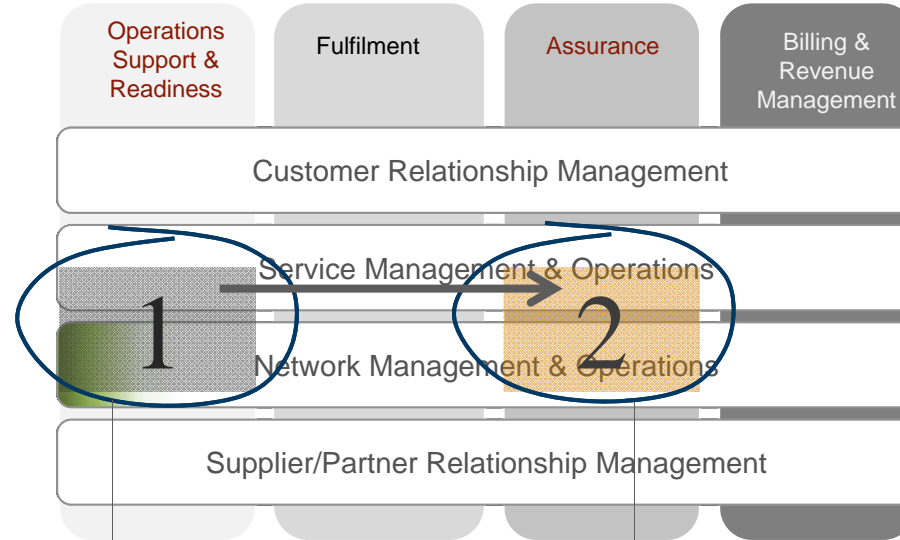 Operations
Support &
Readiness
Fulfilment
Assurance
Billing &
Revenue
Management
Customer Relationship Management
Service Management & Operations
1
2
Network Management & Operations
Supplier/Partner Relationship Management